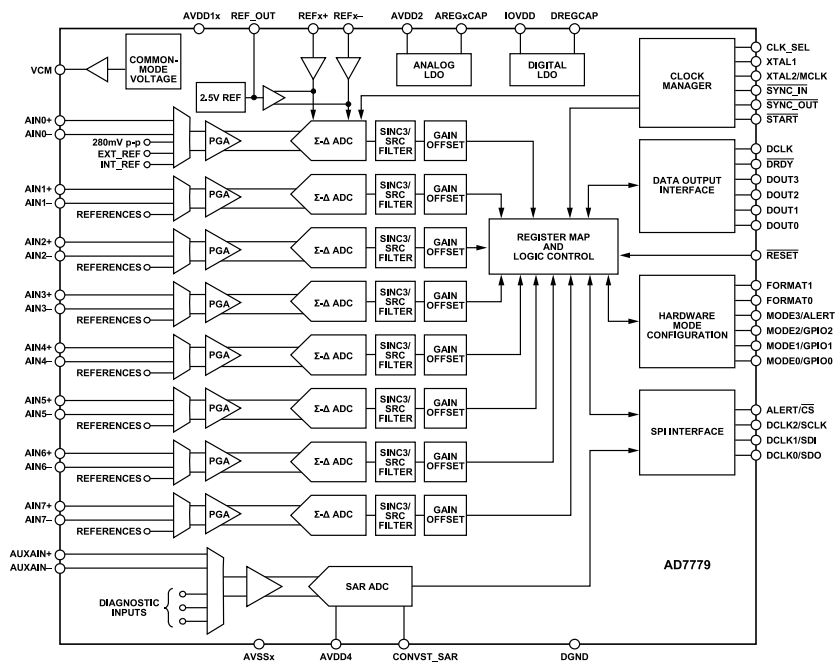 AVDD1x REF_OUT REFx+ REFx– AVDD2 AREGxCAP IOVDD DREGCAP
VCM
COMMON-
MODE
VOLTAGE
2.5V REF
ANALOG
LDO
DIGITAL
LDO
CLOCK
MANAGER
CLK_SEL
XTAL1
XTAL2/MCLK
SYNC_IN
SYNC_OUT
START
AIN0+
AIN0–
280mV p-p
EXT_REF
INT_REF
PGA
Σ-Δ ADC
SINC3/
SRC
FILTER
GAIN
OFFSET
DATA OUTPUT
INTERFACE
DCLK
DRDY
DOUT3
DOUT2
DOUT1
DOUT0
AIN1+
AIN1–
REFERENCES
PGA
Σ-Δ ADC
SINC3/
SRC
FILTER
GAIN
OFFSET
REGISTER MAP
AND
LOGIC CONTROL
RESET
AIN2+
AIN2–
REFERENCES
PGA
Σ-Δ ADC
SINC3/
SRC
FILTER
GAIN
OFFSET
AIN3+
AIN3–
REFERENCES
PGA
Σ-Δ ADC
SINC3/
SRC
FILTER
GAIN
OFFSET
HARDWARE
MODE
CONFIGURATION
FORMAT1
FORMAT0
MODE3/ALERT
MODE2/GPIO2
MODE1/GPIO1
MODE0/GPIO0
AIN4+
AIN4–
REFERENCES
PGA
Σ-Δ ADC
SINC3/
SRC
FILTER
GAIN
OFFSET
AIN5+
AIN5–
REFERENCES
PGA
Σ-Δ ADC
SINC3/
SRC
FILTER
GAIN
OFFSET
SPI INTERFACE
ALERT/CS
DCLK2/SCLK
DCLK1/SDI
DCLK0/SDO
AIN6+
AIN6–
REFERENCES
PGA
Σ-Δ ADC
SINC3/
SRC
FILTER
GAIN
OFFSET
AIN7+
AIN7–
REFERENCES
PGA
Σ-Δ ADC
SINC3/
SRC
FILTER
GAIN
OFFSET
AUXAIN+
AUXAIN–
DIAGNOSTIC
INPUTS
SAR ADC
AD7779
AVSSx AVDD4 CONVST_SAR DGND